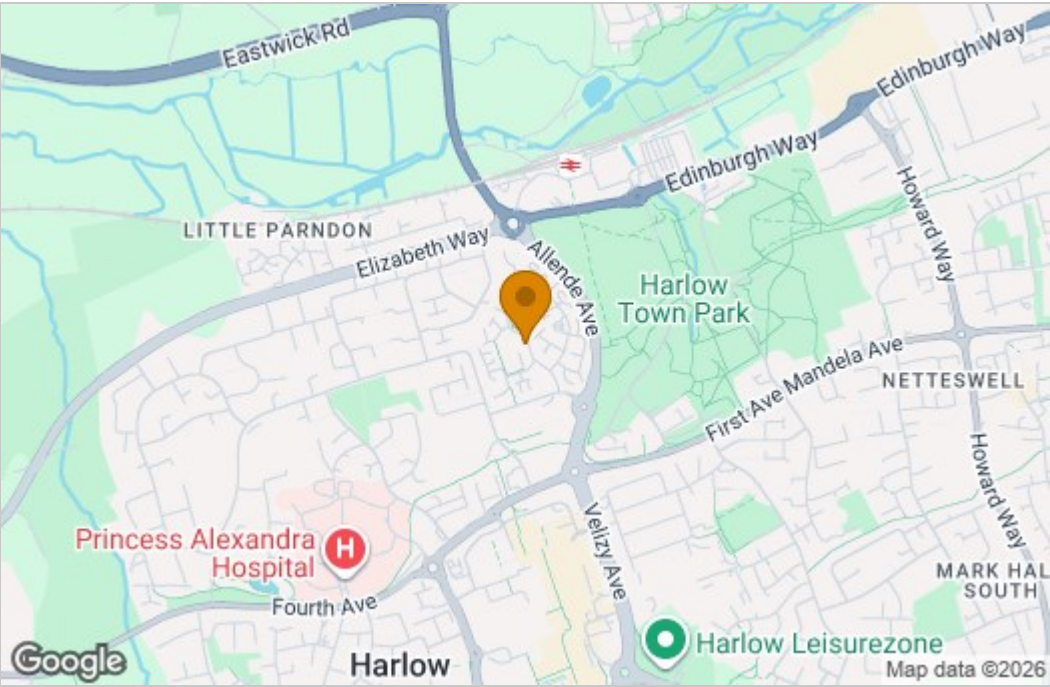 Eastwick Rd
Edinburgh Way
Edinburgh Way
Howard Way
LITTLE PARNDON
Elizabeth Way
Allende Ave
Harlow
Town Park
First Ave Mandela Ave
NETTESWELL
Howard Way
Princess Alexandra
Hospital
H
Velizy Ave
MARK HAL
SOUTH
Fourth Ave
Harlow
Harlow Leisurezone
Google
Map data ©2026